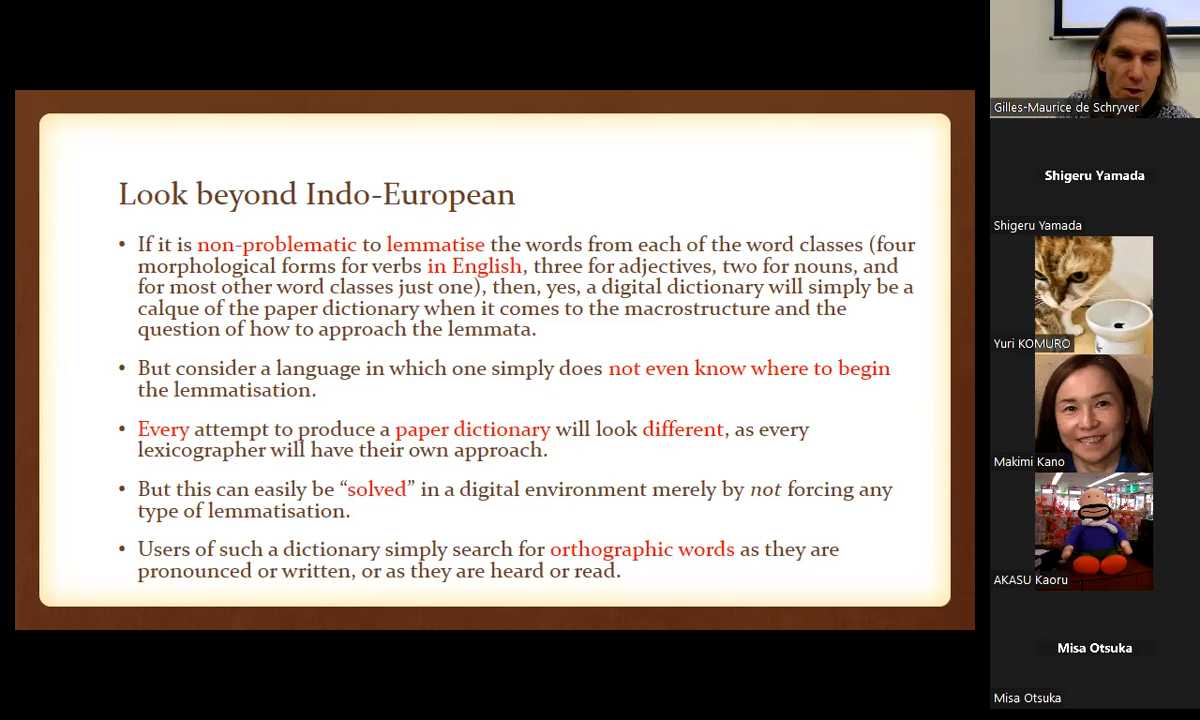 Look beyond Indo-European
• If it is non-problematic to lemmatise the words from each of the word classes (four
morphological forms for verbs in English, three for adjectives, two for nouns, and
for most other word classes just one), then, yes, a digital dictionary will simply be a
calque of the paper dictionary when it comes to the macrostructure and the
question of how to approach the lemmata.
• But consider a language in which one simply does not even know where to begin
the lemmatisation.
• Every attempt to produce a paper dictionary will look different, as every
lexicographer will have their own approach.
• But this can easily be “solved” in a digital environment merely by not forcing any
type of lemmatisation.
• Users of such a dictionary simply search for orthographic words as they are
pronounced or written, or as they are heard or read.
Gilles-Maurice de Schryver
Shigeru Yamada
Shigeru Yamada
Yuri KOMURO
Makimi Kano
AKASU Kaoru
Misa Otsuka
Misa Otsuka